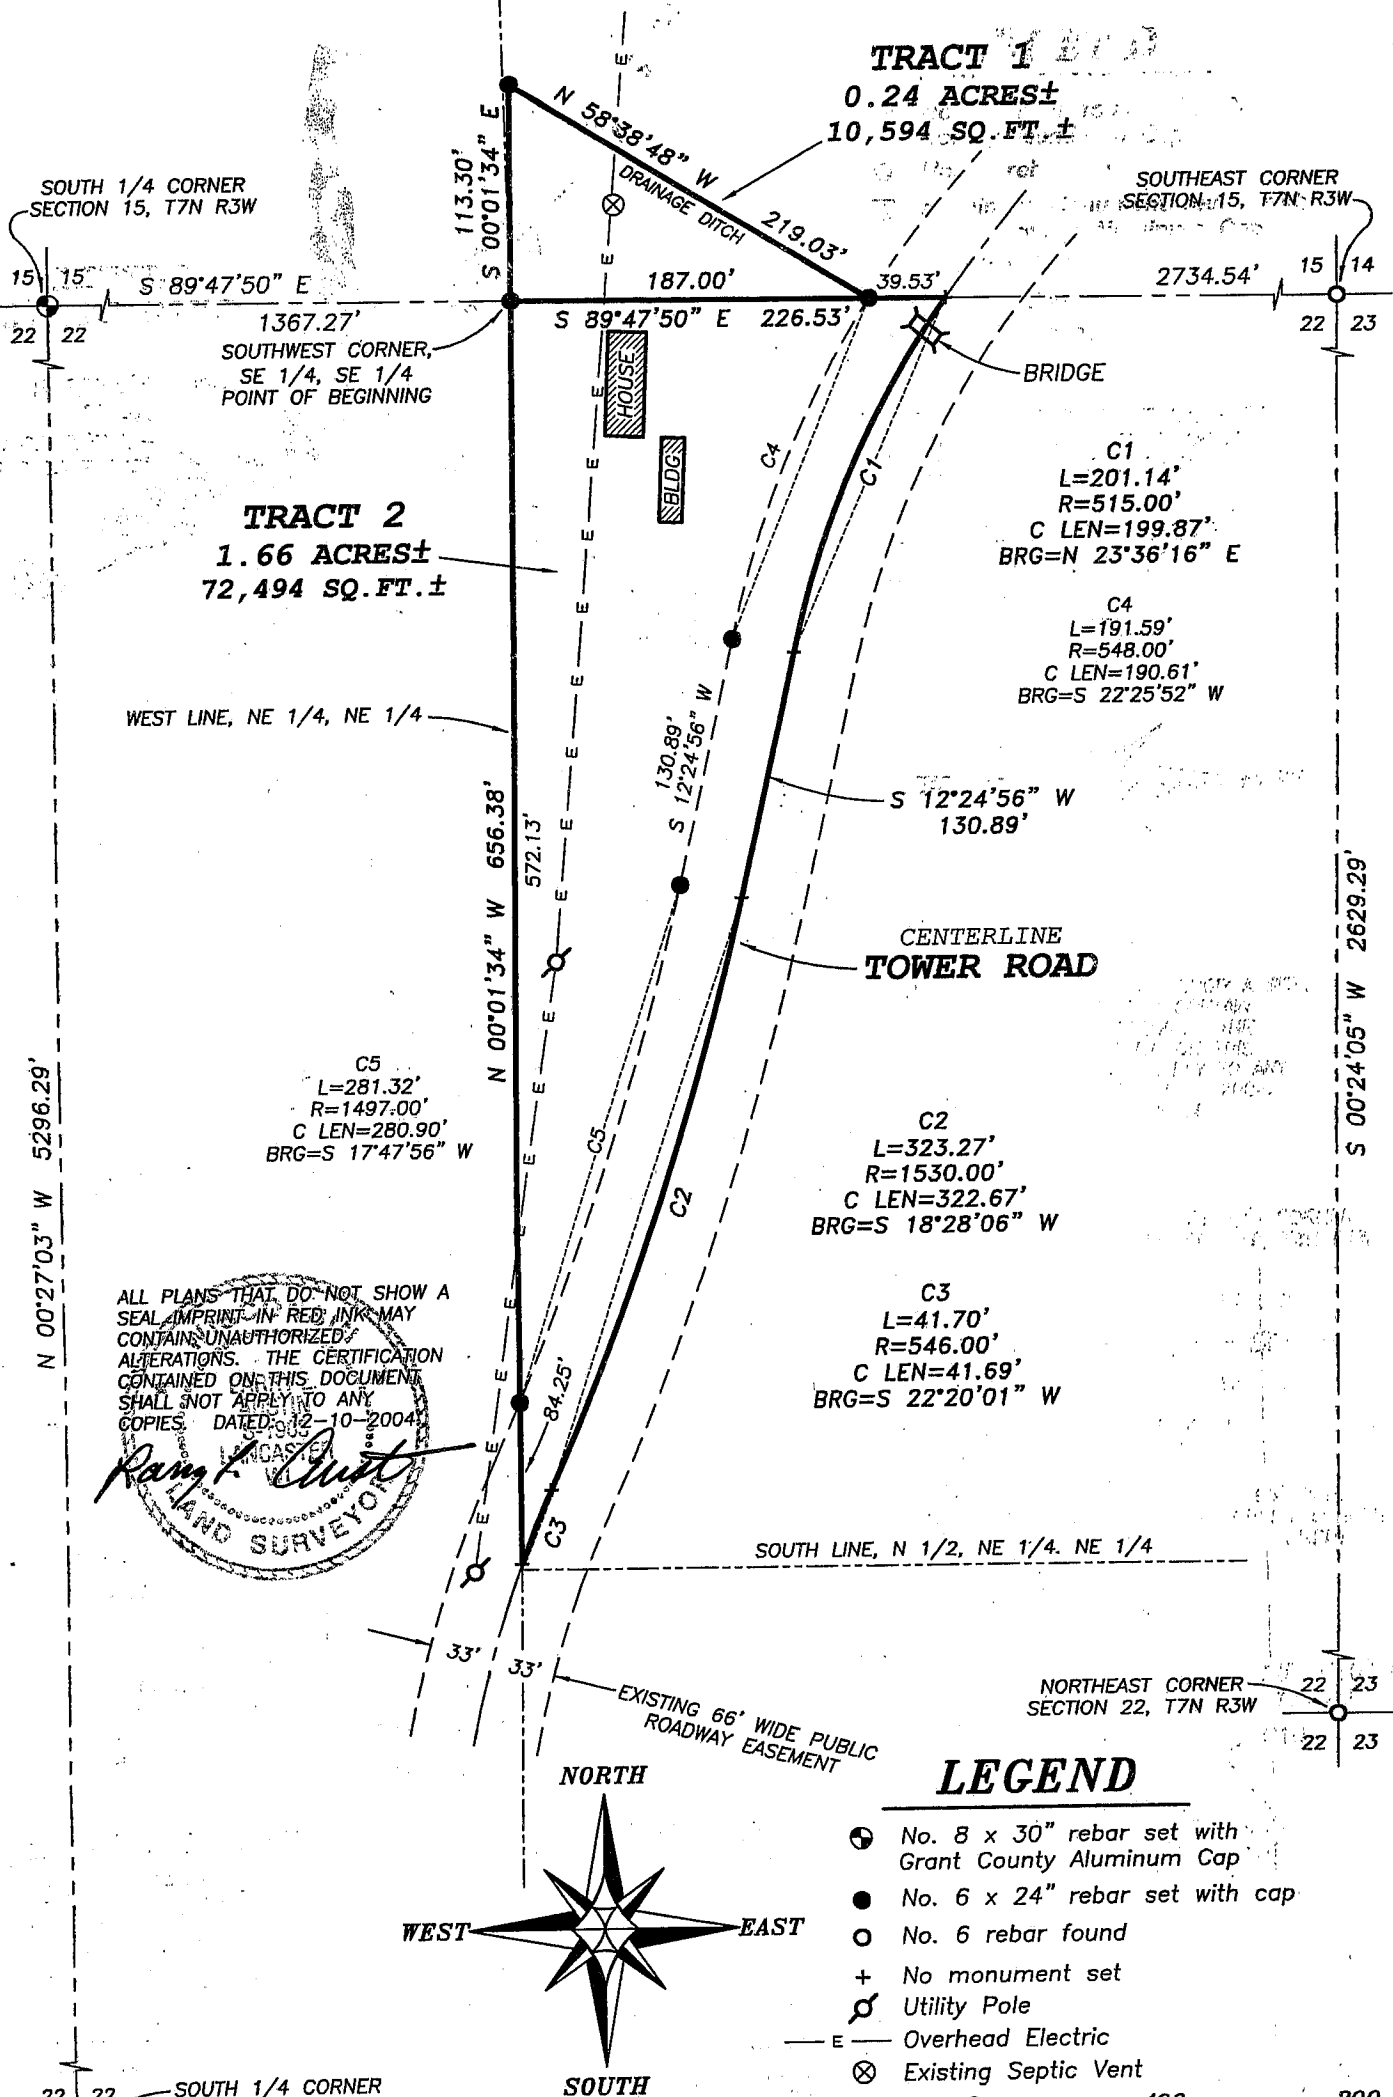 TRACT 1
0.24 ACRES±
10,594 SQ.FT.±
N 58°38'48" W
219.03'
DRAINAGE DITCH
113.30'
S 00°01'34" E
SOUTH 1/4 CORNER
SECTION 15, T7N R3W
SOUTHEAST CORNER
SECTION 15, T7N R3W
15 15
22 22
S 89°47'50" E
1367.27'
187.00'
39.53'
S 89°47'50" E 226.53'
2734.54'
15 14
22 23
SOUTHWEST CORNER,
SE 1/4, SE 1/4
POINT OF BEGINNING
HOUSE
BLDG
BRIDGE
C4
C1
C1
L=201.14'
R=515.00'
C LEN=199.87'
BRG=N 23°36'16" E
TRACT 2
1.66 ACRES±
72,494 SQ.FT.±
C4
L=191.59'
R=548.00'
C LEN=190.61'
BRG=S 22°25'52" W
WEST LINE, NE 1/4, NE 1/4
130.89'
S 12°24'56" W
S 12°24'56" W
130.89'
N 00°01'34" W 656.38'
572.13'
CENTERLINE
TOWER ROAD
S 00°24'05" W 2629.29'
N 00°27'03" W 5296.29'
C5
L=281.32'
R=1497.00'
C LEN=280.90'
BRG=S 17°47'56" W
C5
C2
C2
L=323.27'
R=1530.00'
C LEN=322.67'
BRG=S 18°28'06" W
C3
L=41.70'
R=546.00'
C LEN=41.69'
BRG=S 22°20'01" W
ALL PLANS THAT DO NOT SHOW A
SEAL IMPRINT IN RED INK MAY
CONTAIN UNAUTHORIZED
ALTERATIONS. THE CERTIFICATION
CONTAINED ON THIS DOCUMENT
SHALL NOT APPLY TO ANY
COPIES. DATED: 12-10-2004
LANCASTER
LAND SURVEYOR
84.25'
C3
SOUTH LINE, N 1/2, NE 1/4. NE 1/4
33'
33'
EXISTING 66' WIDE PUBLIC
ROADWAY EASEMENT
NORTHEAST CORNER
SECTION 22, T7N R3W
22 23
22 23
NORTH
WEST
EAST
SOUTH
LEGEND
No. 8 x 30" rebar set with
Grant County Aluminum Cap
No. 6 x 24" rebar set with cap
No. 6 rebar found
No monument set
Utility Pole
E Overhead Electric
Existing Septic Vent
22 22
SOUTH 1/4 CORNER